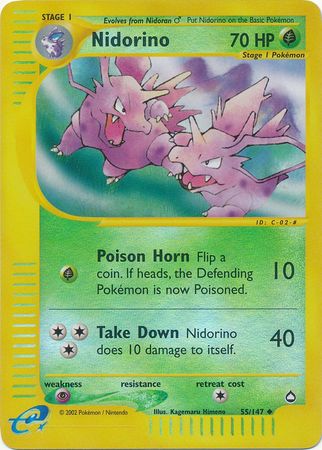 STAGE 1
Evolves from Nidoran ♂ Put Nidorino on the Basic Pokémon
Nidorino 70 HP
Stage 1 Pokémon
ID: C-02-#
Poison Horn Flip a
coin. If heads, the Defending
Pokémon is now Poisoned.
10
Take Down Nidorino
does 10 damage to itself.
40
weakness resistance retreat cost
e
© 2002 Pokémon / Nintendo Illus. Kagemaru Himeno 55/147 ◆